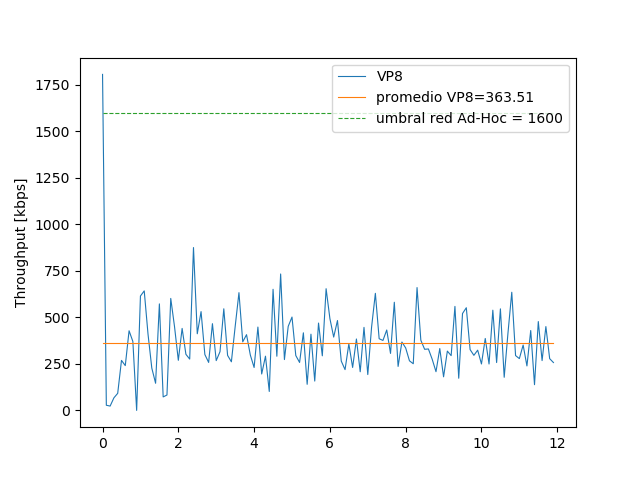 VP8
promedio VP8=363.51
umbral red Ad-Hoc = 1600
Throughput [kbps]
1750
1500
1250
1000
750
500
250
0
0 2 4 6 8 10 12